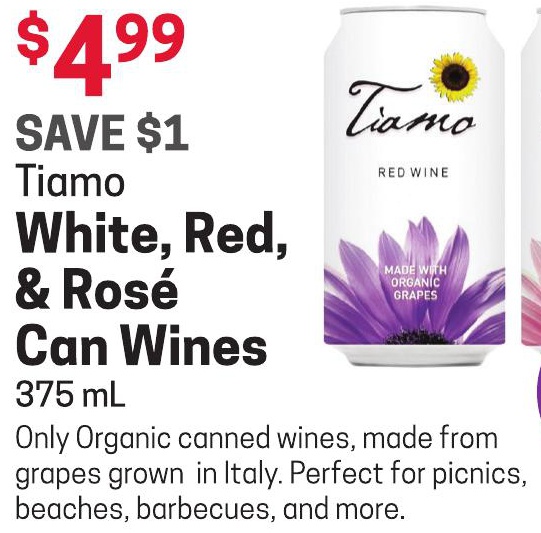 $4.99
SAVE $1
Tiamo
White, Red,
& Rosé
Can Wines
375 mL
Only Organic canned wines, made from
grapes grown in Italy. Perfect for picnics,
beaches, barbecues, and more.
Tiamo
RED WINE
MADE WITH
ORGANIC
GRAPES